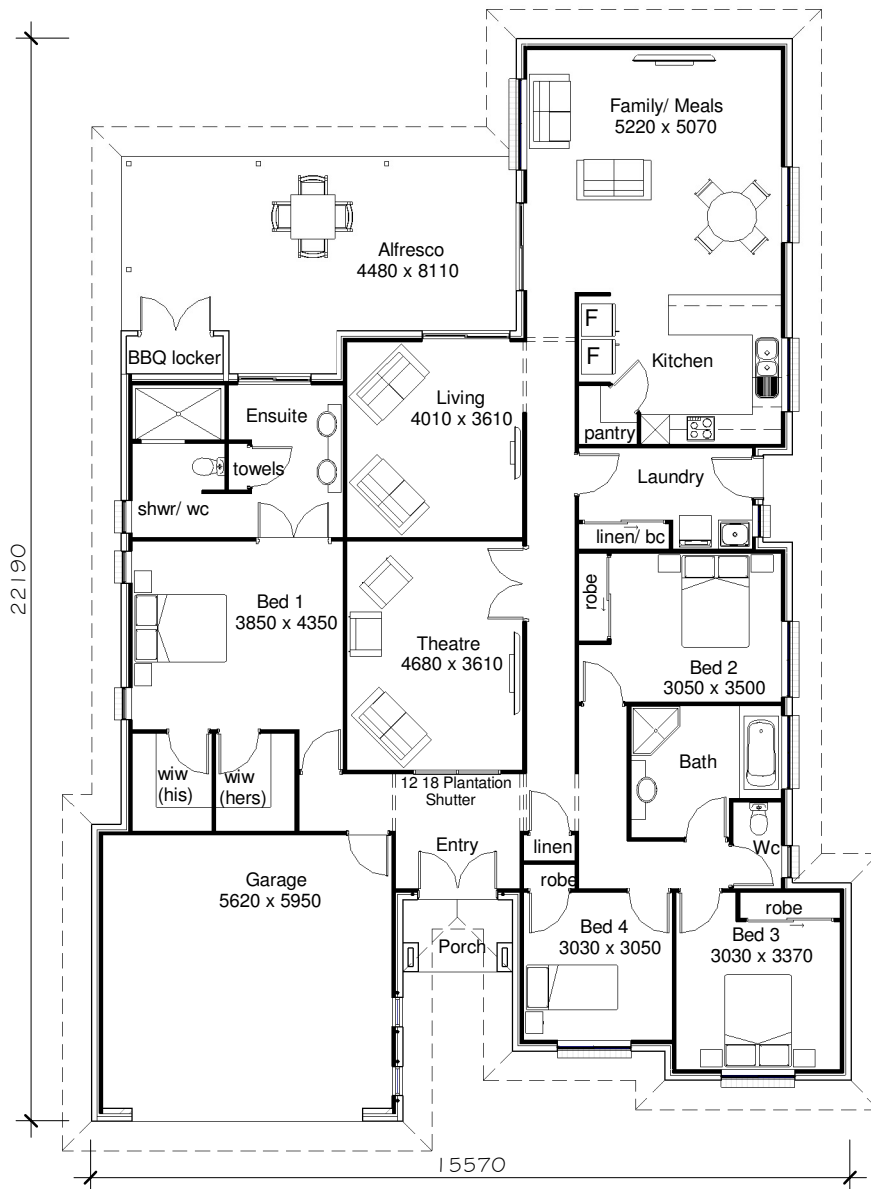 Family/ Meals
5220 x 5070
Alfresco
4480 x 8110
F
F
BBQ locker
Kitchen
Living
4010 x 3610
Ensuite
pantry
towels
Laundry
shwr/ wc
linen/ bc
22190
Bed 1
3850 x 4350
robe
Theatre
4680 x 3610
Bed 2
3050 x 3500
Bath
wiw
(his)
wiw
(hers)
12 18 Plantation
Shutter
Entry
linen
Wc
Garage
5620 x 5950
robe
robe
Porch
Bed 4
3030 x 3050
Bed 3
3030 x 3370
15570